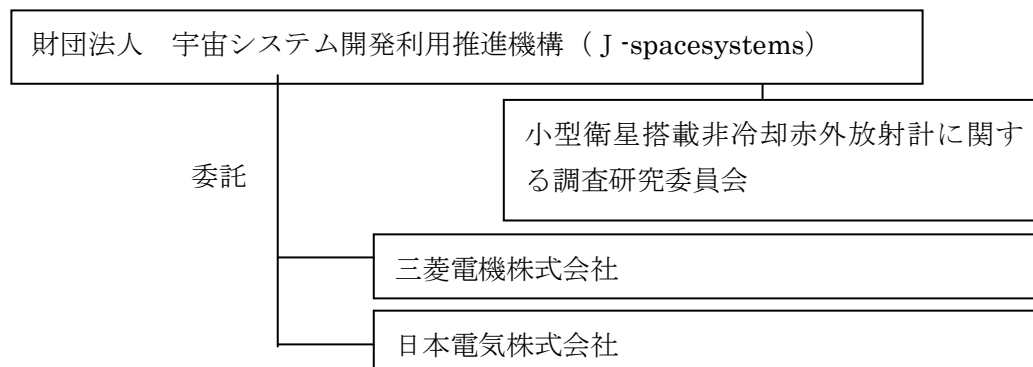 財団法人　宇宙システム開発利用推進機構（Ｊ-spacesystems）
小型衛星搭載非冷却赤外放射計に関す
る調査研究委員会
委託
三菱電機株式会社
日本電気株式会社